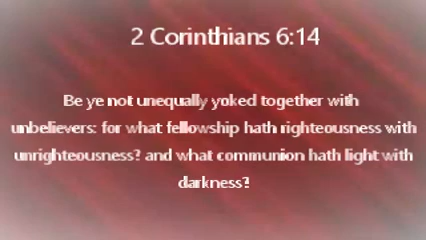 2 Corinthians 6:14
Be ye not unequally yoked together with
unbelievers: for what fellowship hath righteousness with
unrighteousness? and what communion hath light with
darkness?